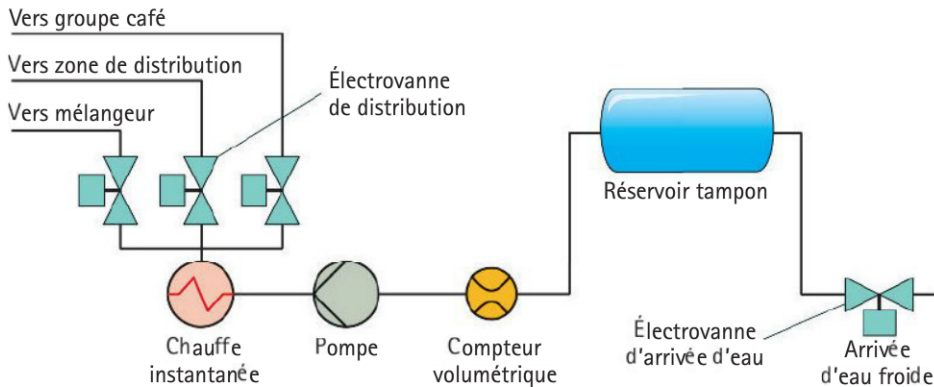 Vers groupe café
Vers zone de distribution
Vers mélangeur
Électrovanne
de distribution
Réservoir tampon
Chauffe
instantanée
Pompe
Compteur
volumétrique
Électrovanne
d'arrivée d'eau
Arrivée
d'eau froide